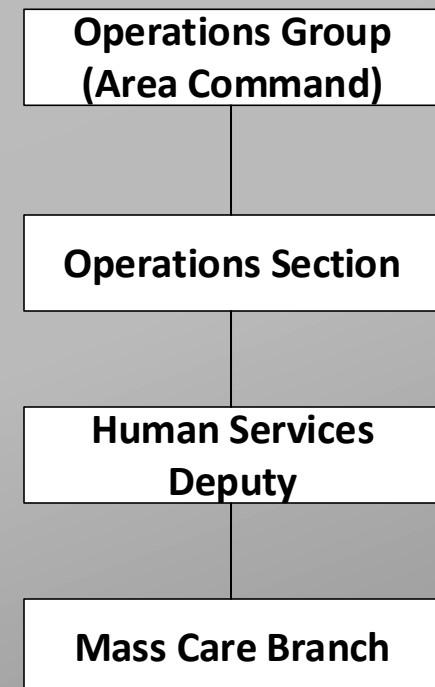 Operations Group
(Area Command)
Operations Section
Human Services
Deputy
Mass Care Branch